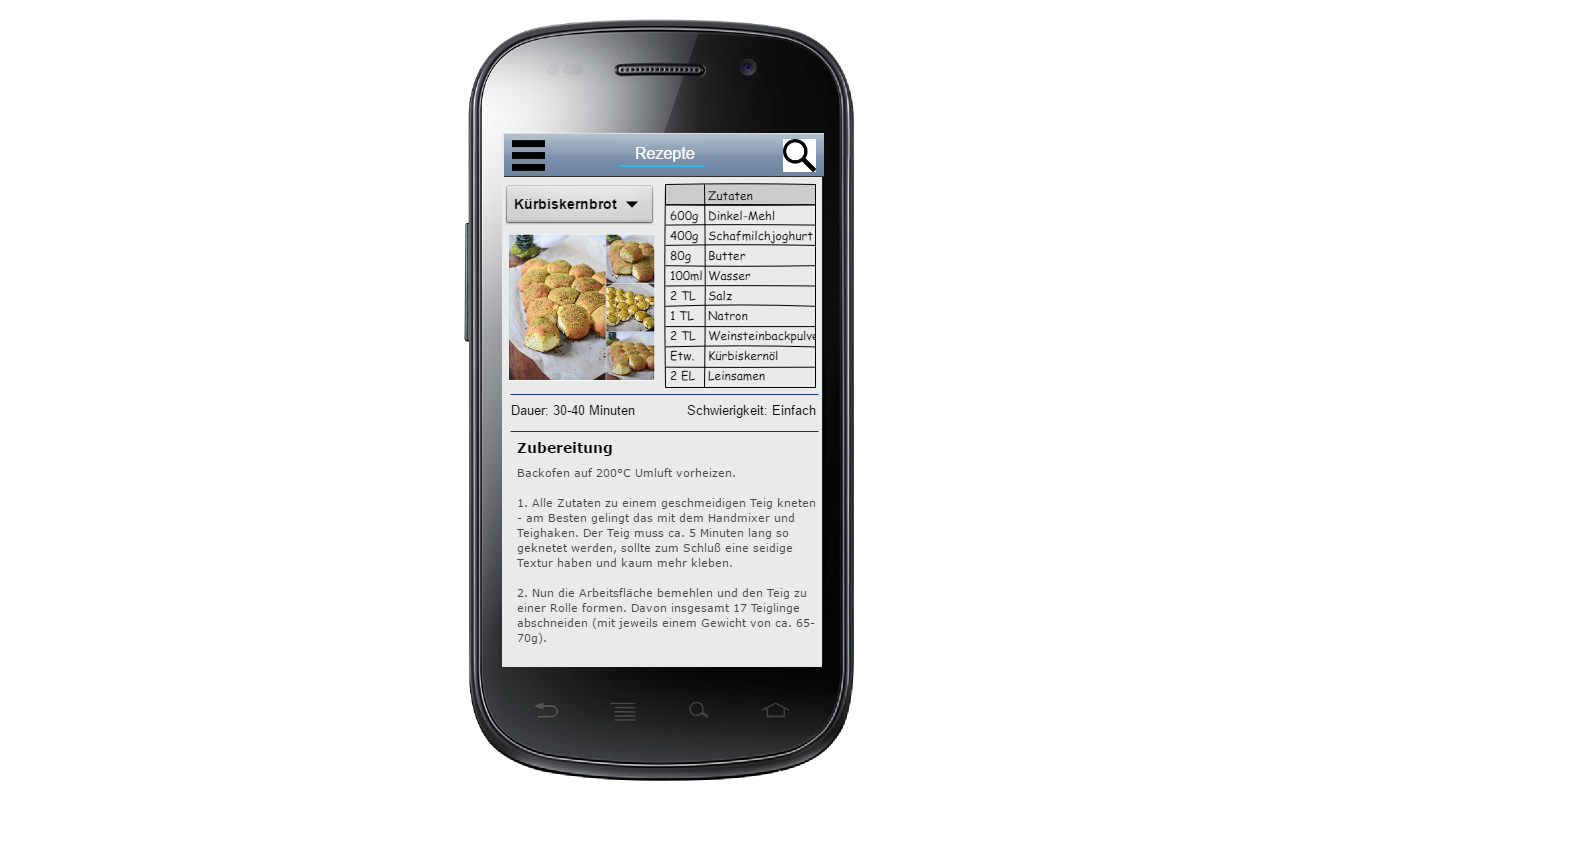 Rezepte
Kürbiskernbrot
Zutaten
600g Dinkel-Mehl
400g Schafmilchjoghurt
80g Butter
100ml Wasser
2 TL Salz
1 TL Natron
2 TL Weinsteinbackpulve
Etw. Kürbiskernöl
2 EL Leinsamen
Dauer: 30-40 Minuten Schwierigkeit: Einfach
Zubereitung
Backofen auf 200°C Umluft vorheizen.
1. Alle Zutaten zu einem geschmeidigen Teig kneten
- am Besten gelingt das mit dem Handmixer und
Teighaken. Der Teig muss ca. 5 Minuten lang so
geknetet werden, sollte zum Schluß eine seidige
Textur haben und kaum mehr kleben.
2. Nun die Arbeitsfläche bemehlen und den Teig zu
einer Rolle formen. Davon insgesamt 17 Teiglinge
abschneiden (mit jeweils einem Gewicht von ca. 65-
70g).